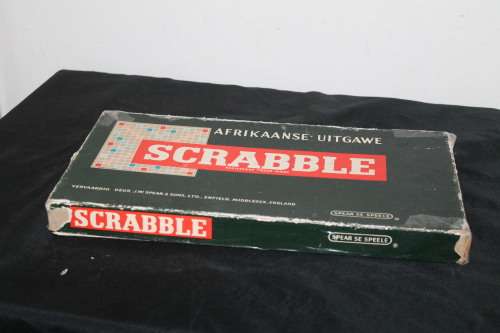 AFRIKAANSE UITGAWE
SCRABBLE
VERVAARDIG DEUR J.W. SPEAR & SONS, LTD., ENFIELD, MIDDLESEX, ENGLAND
SPEAR SE SPEELE
SCRABBLE
SPEAR SE SPEELE